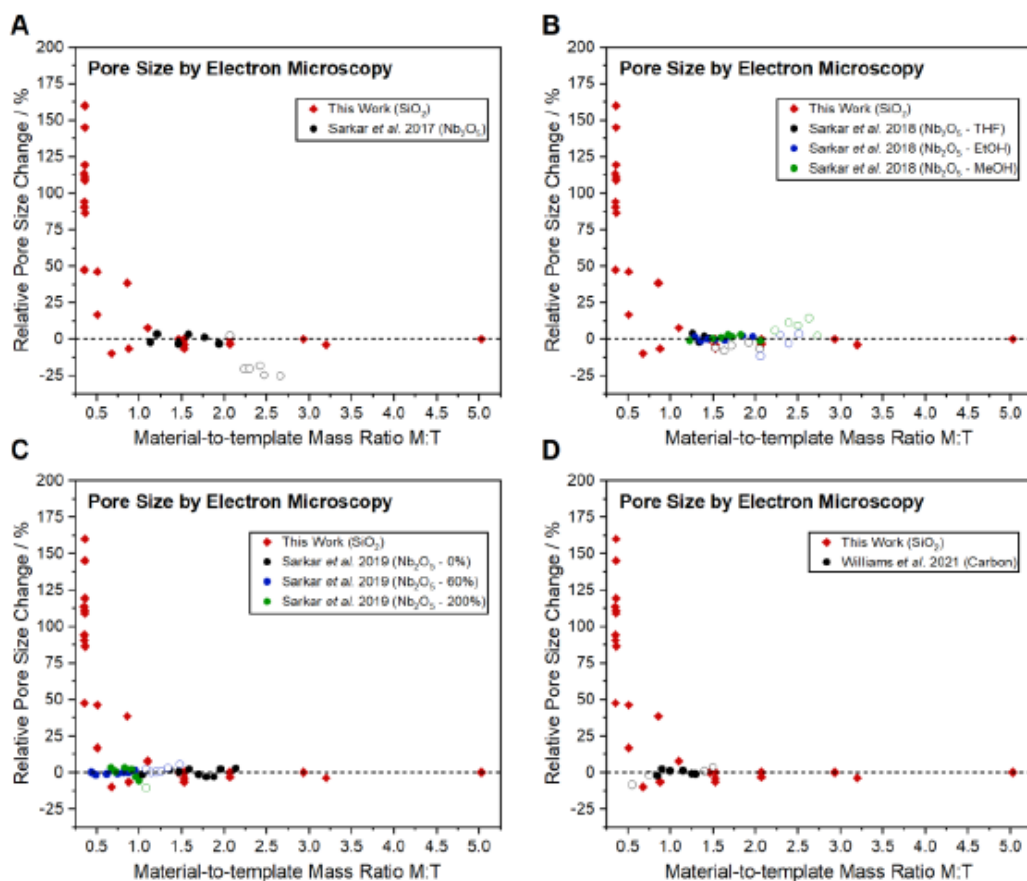 A
Pore Size by Electron Microscopy
This Work (SiO₂)
Sarkar et al. 2017 (Nb₂O₅)
Relative Pore Size Change / %
200
175
150
125
100
75
50
25
0
-25
0.5 1.0 1.5 2.0 2.5 3.0 3.5 4.0 4.5 5.0
Material-to-template Mass Ratio M:T
B
Pore Size by Electron Microscopy
This Work (SiO₂)
Sarkar et al. 2018 (Nb₂O₅ - THF)
Sarkar et al. 2018 (Nb₂O₅ - EtOH)
Sarkar et al. 2018 (Nb₂O₅ - MeOH)
Relative Pore Size Change / %
200
175
150
125
100
75
50
25
0
-25
0.5 1.0 1.5 2.0 2.5 3.0 3.5 4.0 4.5 5.0
Material-to-template Mass Ratio M:T
C
Pore Size by Electron Microscopy
This Work (SiO₂)
Sarkar et al. 2019 (Nb₂O₅ - 0%)
Sarkar et al. 2019 (Nb₂O₅ - 60%)
Sarkar et al. 2019 (Nb₂O₅ - 200%)
Relative Pore Size Change / %
200
175
150
125
100
75
50
25
0
-25
0.5 1.0 1.5 2.0 2.5 3.0 3.5 4.0 4.5 5.0
Material-to-template Mass Ratio M:T
D
Pore Size by Electron Microscopy
This Work (SiO₂)
Williams et al. 2021 (Carbon)
Relative Pore Size Change / %
200
175
150
125
100
75
50
25
0
-25
0.5 1.0 1.5 2.0 2.5 3.0 3.5 4.0 4.5 5.0
Material-to-template Mass Ratio M:T